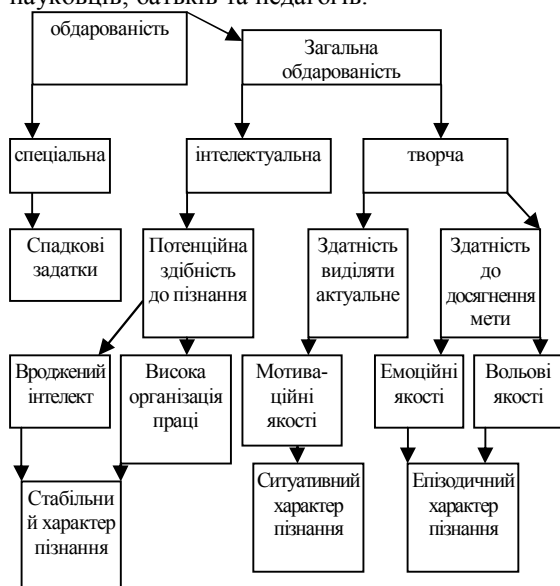 науковців, батьків та педагогів.
обдарованість
Загальна
обдарованість
спеціальна
інтелектуальна
творча
Спадкові
задатки
Потенційна
здібність
до пізнання
Здатність
виділяти
актуальне
Здатність
до
досягнення
мети
Вроджений
інтелект
Висока
організація
праці
Мотива-
ційні
якості
Емоційні
якості
Вольові
якості
Стабільни
й характер
пізнання
Ситуативний
характер
пізнання
Епізодичний
характер
пізнання